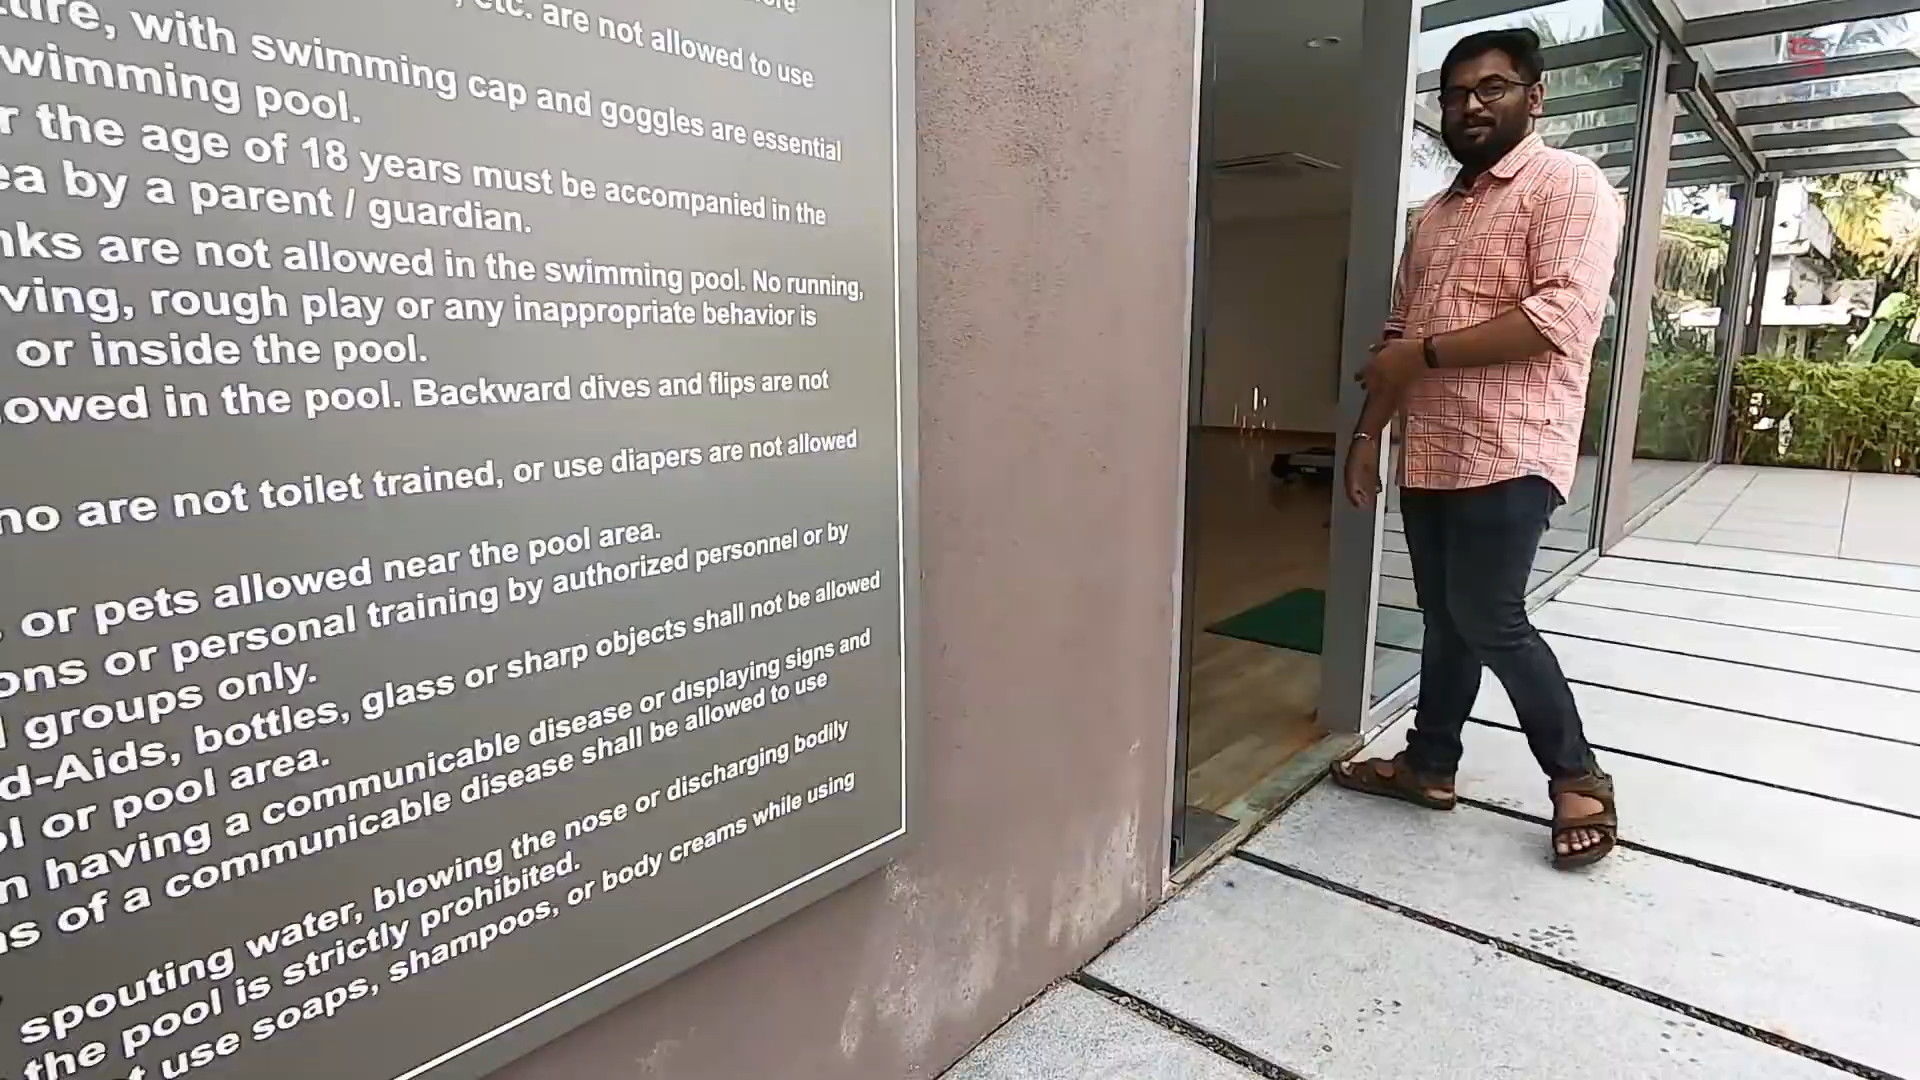 etc. are not allowed to use
ttire, with swimming cap and goggles are essential
wimming pool.
r the age of 18 years must be accompanied in the
ea by a parent / guardian.
nks are not allowed in the swimming pool. No running,
ving, rough play or any inappropriate behavior is
or inside the pool.
owed in the pool. Backward dives and flips are not
ho are not toilet trained, or use diapers are not allowed
, or pets allowed near the pool area.
ons or personal training by authorized personnel or by
groups only.
d-Aids, bottles, glass or sharp objects shall not be allowed
ol or pool area.
n having a communicable disease or displaying signs and
ns of a communicable disease shall be allowed to use
spouting water, blowing the nose or discharging bodily
the pool is strictly prohibited.
t use soaps, shampoos, or body creams while using